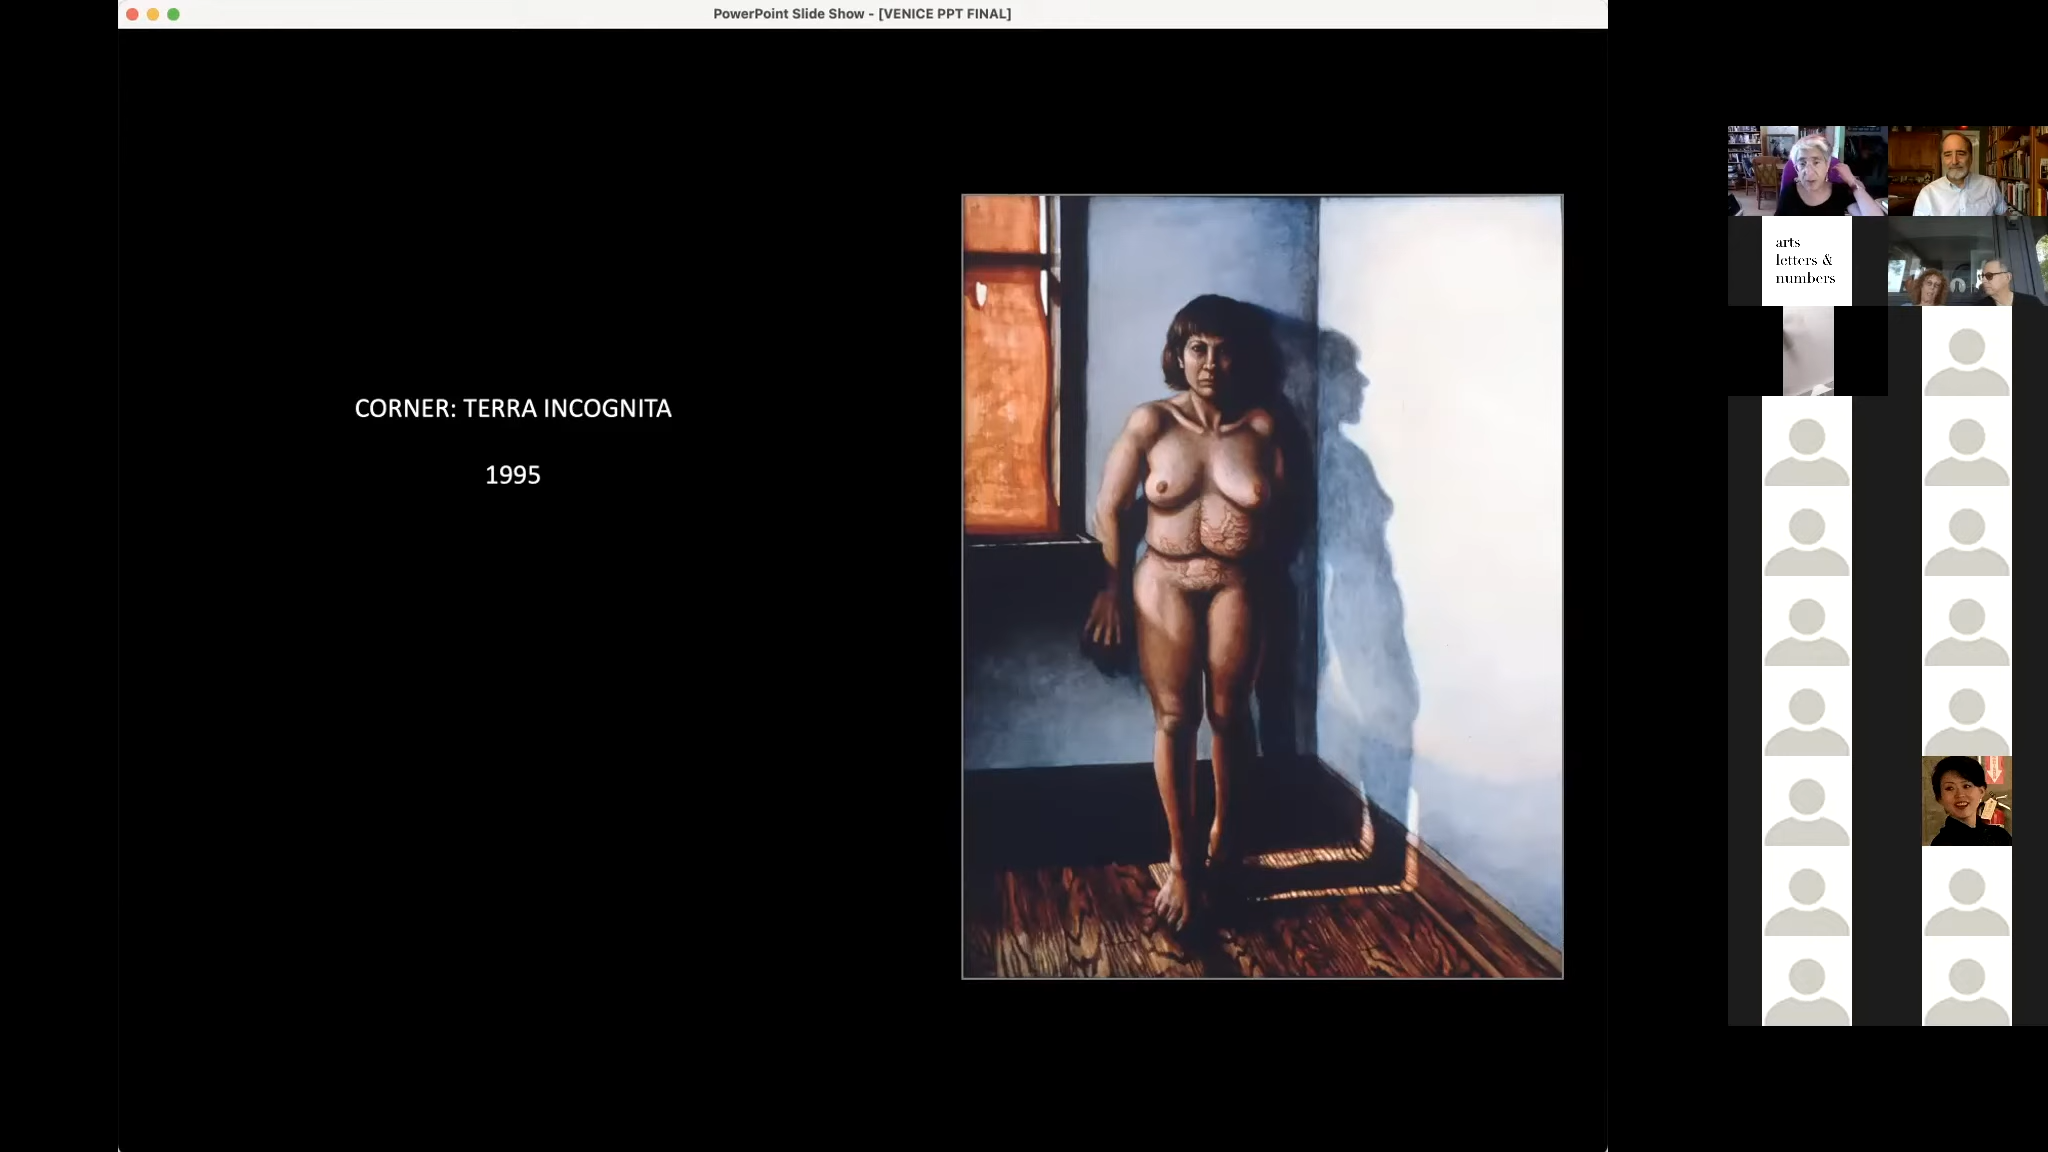 PowerPoint Slide Show - [VENICE PPT FINAL]
CORNER: TERRA INCOGNITA
1995
arts
letters &
numbers